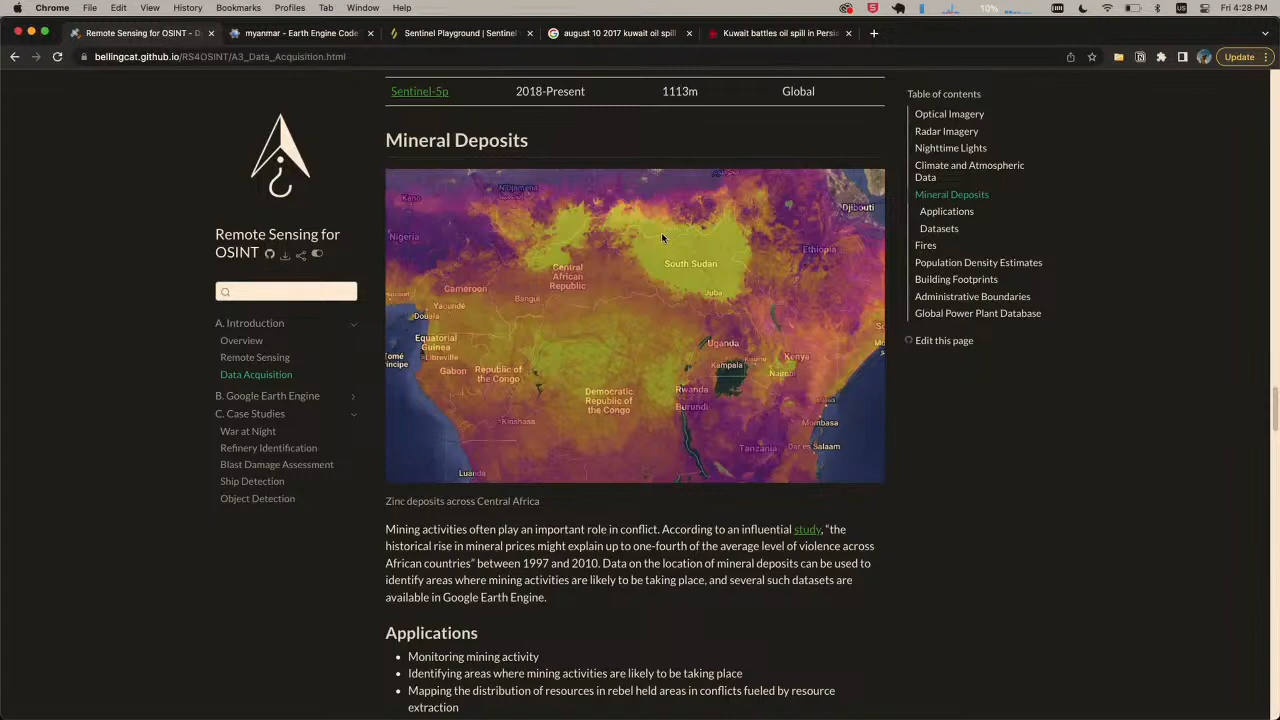 Chrome File Edit View History Bookmarks Profiles Tab Window Help 10% US Fri 4:28 PM
Remote Sensing for OSINT - D myanmar - Earth Engine Code Sentinel Playground | Sentinel august 10 2017 kuwait oil spill Kuwait battles oil spill in Persia
bellingcat.github.io/RS4OSINT/A3_Data_Acquisition.html Update
Sentinel-5p 2018-Present 1113m Global
Remote Sensing for
OSINT
A. Introduction
Overview
Remote Sensing
Data Acquisition
B. Google Earth Engine
C. Case Studies
War at Night
Refinery Identification
Blast Damage Assessment
Ship Detection
Object Detection
Mineral Deposits
Kano
N'Djamena
Djibouti
Nigeria
Ethiopia
Central
African
Republic
South Sudan
Cameroon
Bangui
Juba
Yaoundé
Douala
Equatorial
Guinea
Libreville
Uganda
Kampala
Kisumu
Kenya
Nairobi
Gabon
Republic of
the Congo
Democratic
Republic of
the Congo
Rwanda
Burundi
Kinshasa
Mombasa
Tanzania
Dar es Salaam
Luanda
Zinc deposits across Central Africa
Mining activities often play an important role in conflict. According to an influential study, “the
historical rise in mineral prices might explain up to one-fourth of the average level of violence across
African countries” between 1997 and 2010. Data on the location of mineral deposits can be used to
identify areas where mining activities are likely to be taking place, and several such datasets are
available in Google Earth Engine.
Applications
• Monitoring mining activity
• Identifying areas where mining activities are likely to be taking place
• Mapping the distribution of resources in rebel held areas in conflicts fueled by resource
extraction
Table of contents
Optical Imagery
Radar Imagery
Nighttime Lights
Climate and Atmospheric
Data
Mineral Deposits
Applications
Datasets
Fires
Population Density Estimates
Building Footprints
Administrative Boundaries
Global Power Plant Database
Edit this page